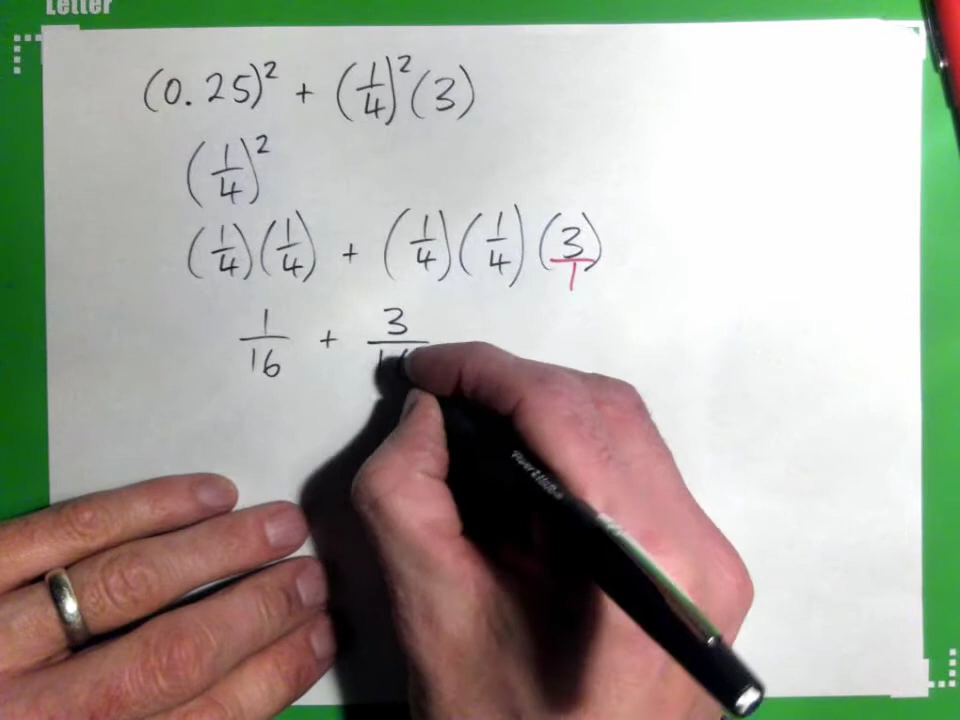 Letter
(0.25)² + (1/4)²(3)
(1/4)²
(1/4)(1/4) + (1/4)(1/4)(3/1)
1/16 + 3/16